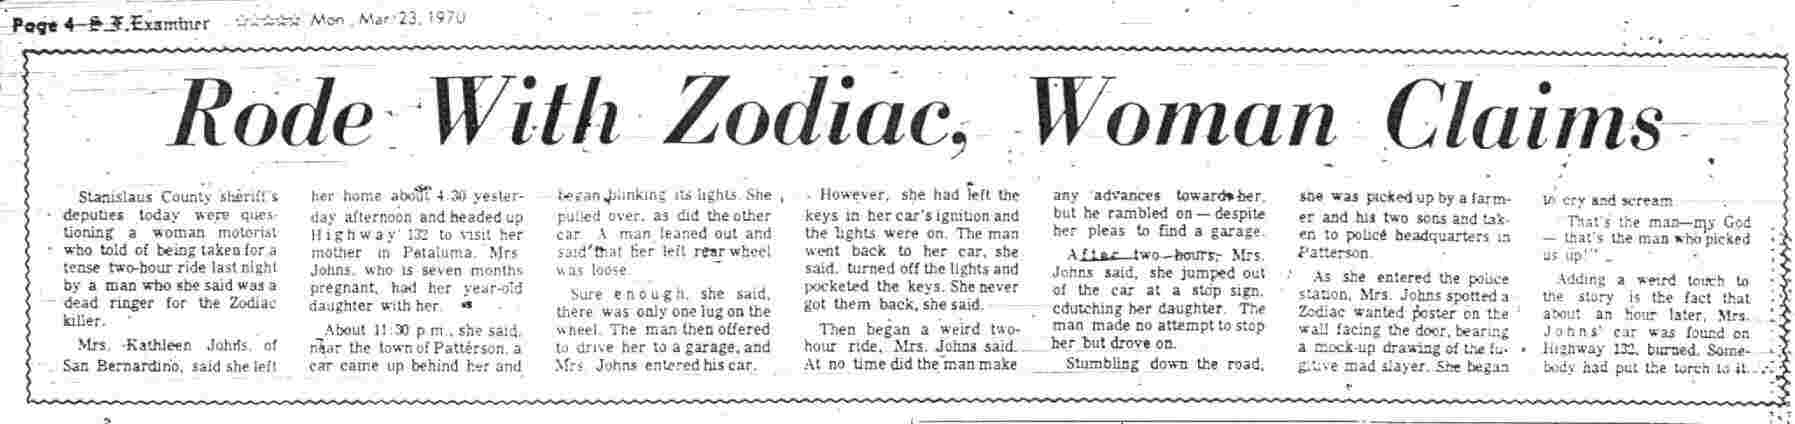 Page 4—S.F. Examiner ☆☆☆☆☆ Mon., Mar. 23, 1970
Rode With Zodiac, Woman Claims
Stanislaus County sheriff's
deputies today were ques-
tioning a woman motorist
who told of being taken for a
tense two-hour ride last night
by a man who she said was a
dead ringer for the Zodiac
killer.
Mrs. Kathleen Johns, of
San Bernardino, said she left
her home about 4:30 yester-
day afternoon and headed up
Highway 132 to visit her
mother in Petaluma. Mrs.
Johns, who is seven months
pregnant, had her year-old
daughter with her.
About 11:30 p.m., she said,
near the town of Patterson, a
car came up behind her and
began blinking its lights. She
pulled over, as did the other
car. A man leaned out and
said that her left rear wheel
was loose.
Sure enough, she said,
there was only one lug on the
wheel. The man then offered
to drive her to a garage, and
Mrs. Johns entered his car.
However, she had left the
keys in her car's ignition and
the lights were on. The man
went back to her car, she
said, turned off the lights and
pocketed the keys. She never
got them back, she said.
Then began a weird two-
hour ride, Mrs. Johns said.
At no time did the man make
any advances towards her,
but he rambled on — despite
her pleas to find a garage.
After two hours, Mrs.
Johns said, she jumped out
of the car at a stop sign,
cdutching her daughter. The
man made no attempt to stop
her but drove on.
Stumbling down the road,
she was picked up by a farm-
er and his two sons and tak-
en to police headquarters in
Patterson.
As she entered the police
station, Mrs. Johns spotted a
Zodiac wanted poster on the
wall facing the door, bearing
a mock-up drawing of the fu-
gitive mad slayer. She began
to cry and scream.
"That's the man—my God
— that's the man who picked
us up!"
Adding a weird touch to
the story is the fact that
about an hour later, Mrs.
Johns' car was found on
Highway 132, burned. Some-
body had put the torch to it.